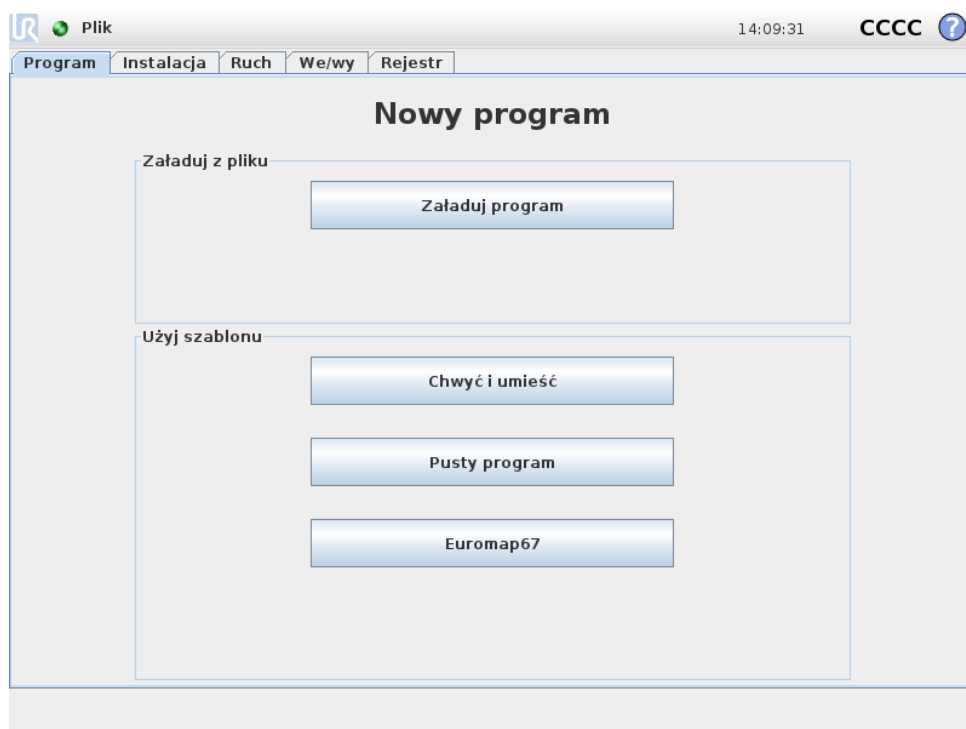 UR Plik 14:09:31 CCCC ?
Program Instalacja Ruch We/wy Rejestr
Nowy program
Załaduj z pliku
Załaduj program
Użyj szablonu
Chwyć i umieść
Pusty program
Euromap67